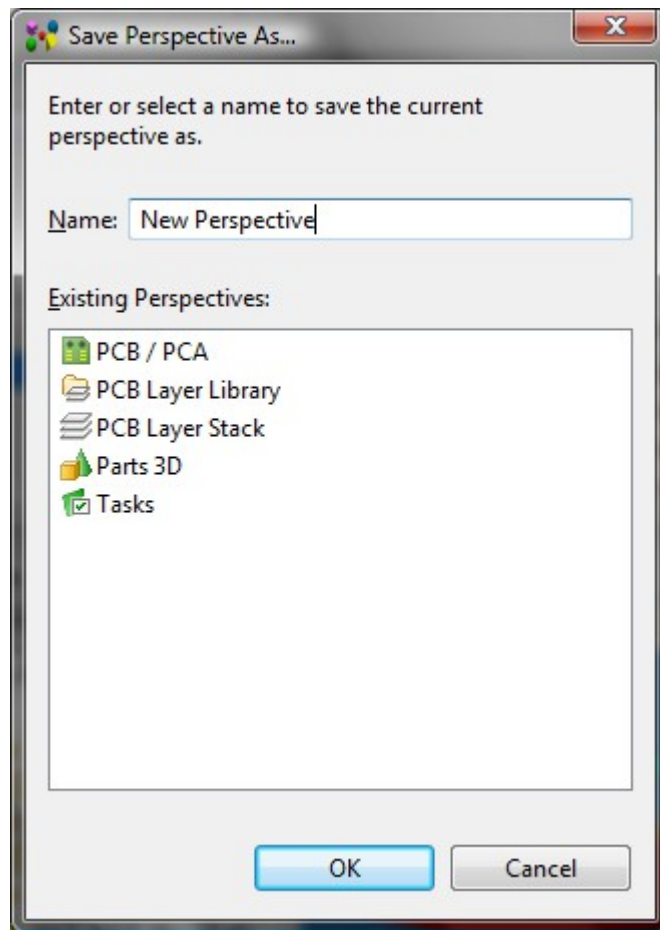 Save Perspective As...
Enter or select a name to save the current
perspective as.
Name: New Perspective
Existing Perspectives:
PCB / PCA
PCB Layer Library
PCB Layer Stack
Parts 3D
Tasks
OK Cancel